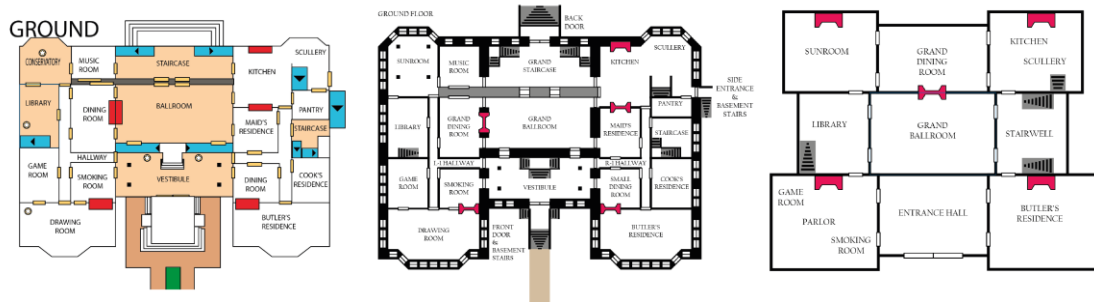 GROUND
CONSERVATORY
MUSIC
ROOM
STAIRCASE
KITCHEN
SCULLERY
LIBRARY
DINING
ROOM
BALLROOM
PANTRY
MAID'S
RESIDENCE
STAIRCASE
HALLWAY
GAME
ROOM
SMOKING
ROOM
VESTIBULE
DINING
ROOM
COOK'S
RESIDENCE
DRAWING
ROOM
BUTLER'S
RESIDENCE
GROUND FLOOR
BACK
DOOR
SUNROOM
MUSIC
ROOM
GRAND
STAIRCASE
KITCHEN
SCULLERY
SIDE
ENTRANCE
&
BASEMENT
STAIRS
PANTRY
LIBRARY
GRAND
DINING
ROOM
GRAND
BALLROOM
MAID'S
RESIDENCE
STAIRCASE
L-1 HALLWAY
R-1 HALLWAY
GAME
ROOM
SMOKING
ROOM
VESTIBULE
SMALL
DINING
ROOM
COOK'S
RESIDENCE
DRAWING
ROOM
FRONT
DOOR
&
BASEMENT
STAIRS
BUTLER'S
RESIDENCE
SUNROOM
GRAND
DINING
ROOM
KITCHEN
SCULLERY
LIBRARY
GRAND
BALLROOM
STAIRWELL
GAME
ROOM
PARLOR
SMOKING
ROOM
ENTRANCE HALL
BUTLER'S
RESIDENCE